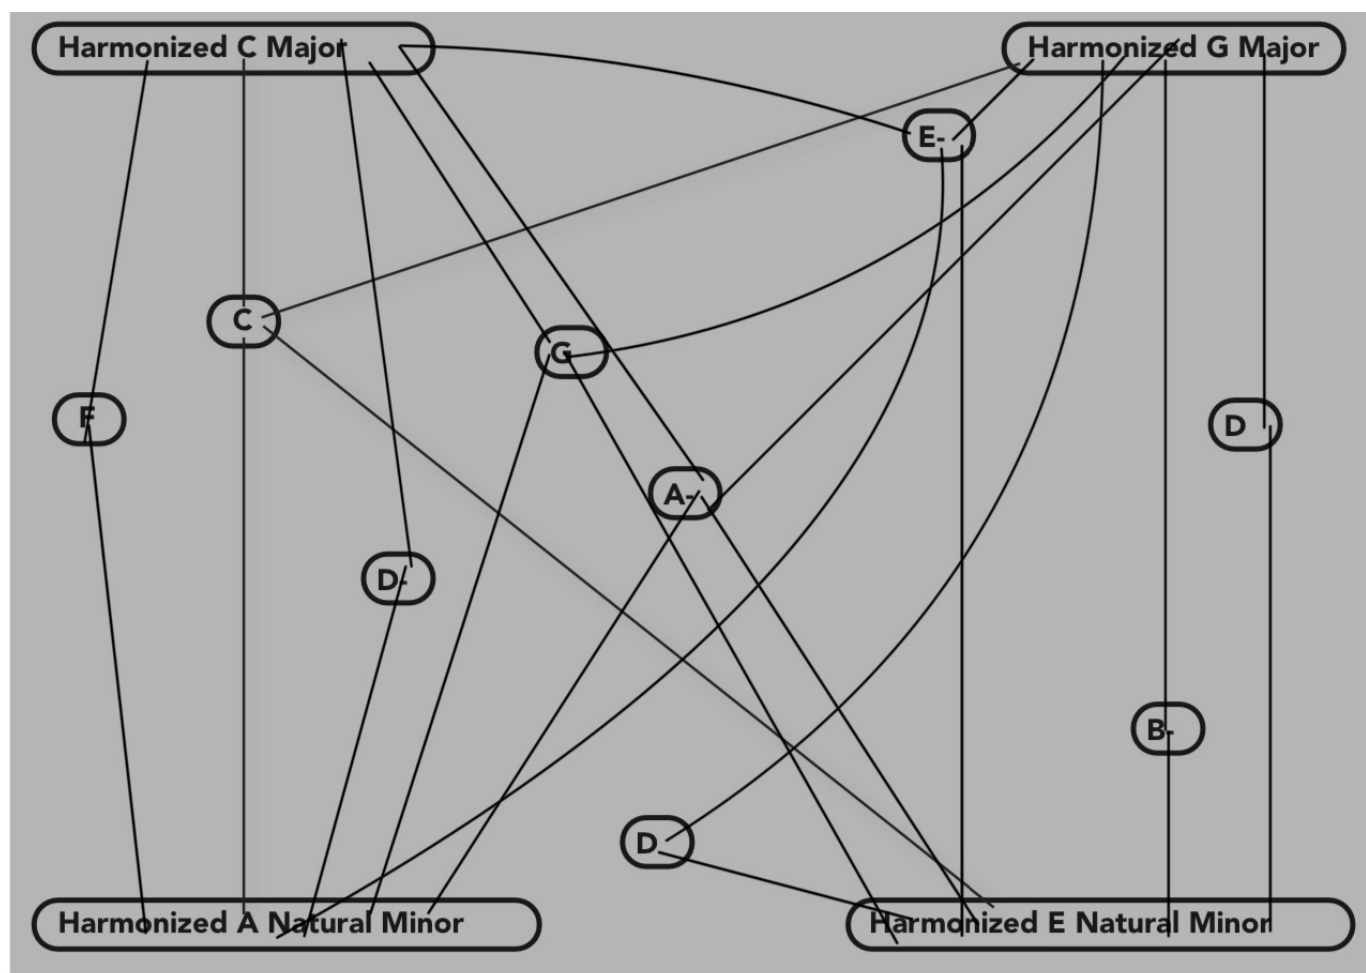 Harmonized C Major
Harmonized G Major
E-
C
G
F
D
A-
D-
B-
D
Harmonized A Natural Minor
Harmonized E Natural Minor